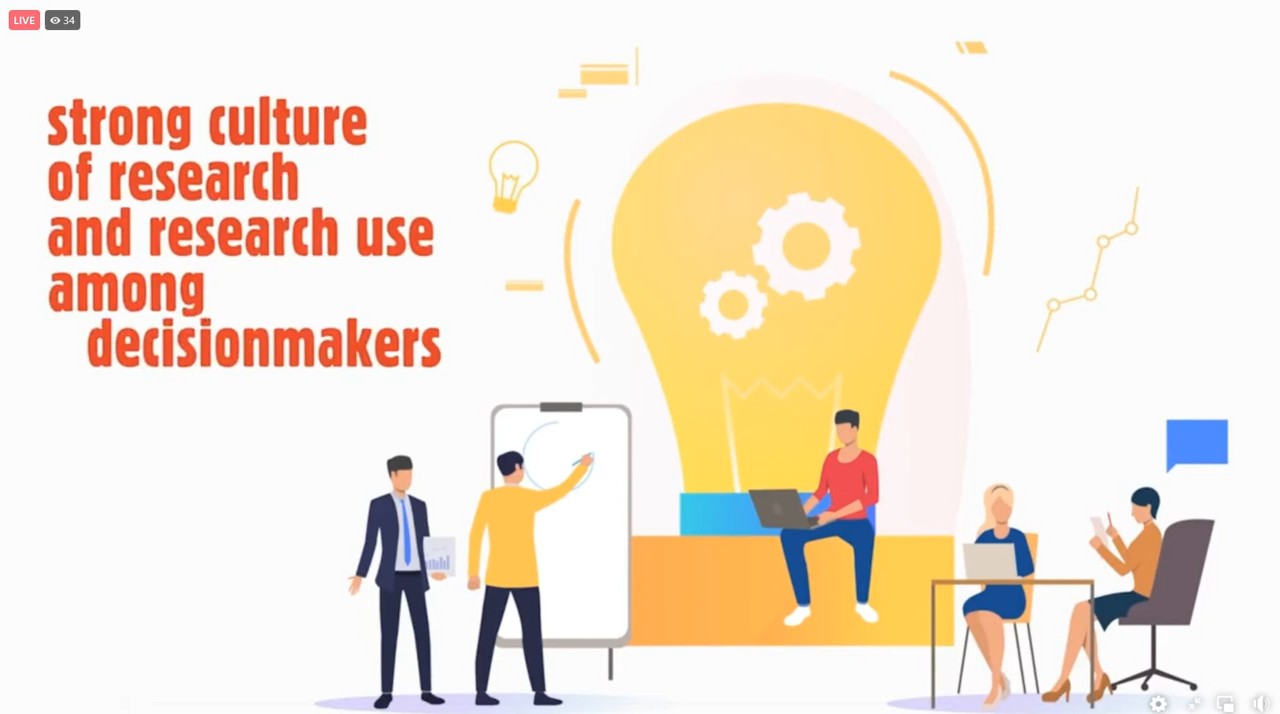 LIVE 34
strong culture
of research
and research use
among
decisionmakers